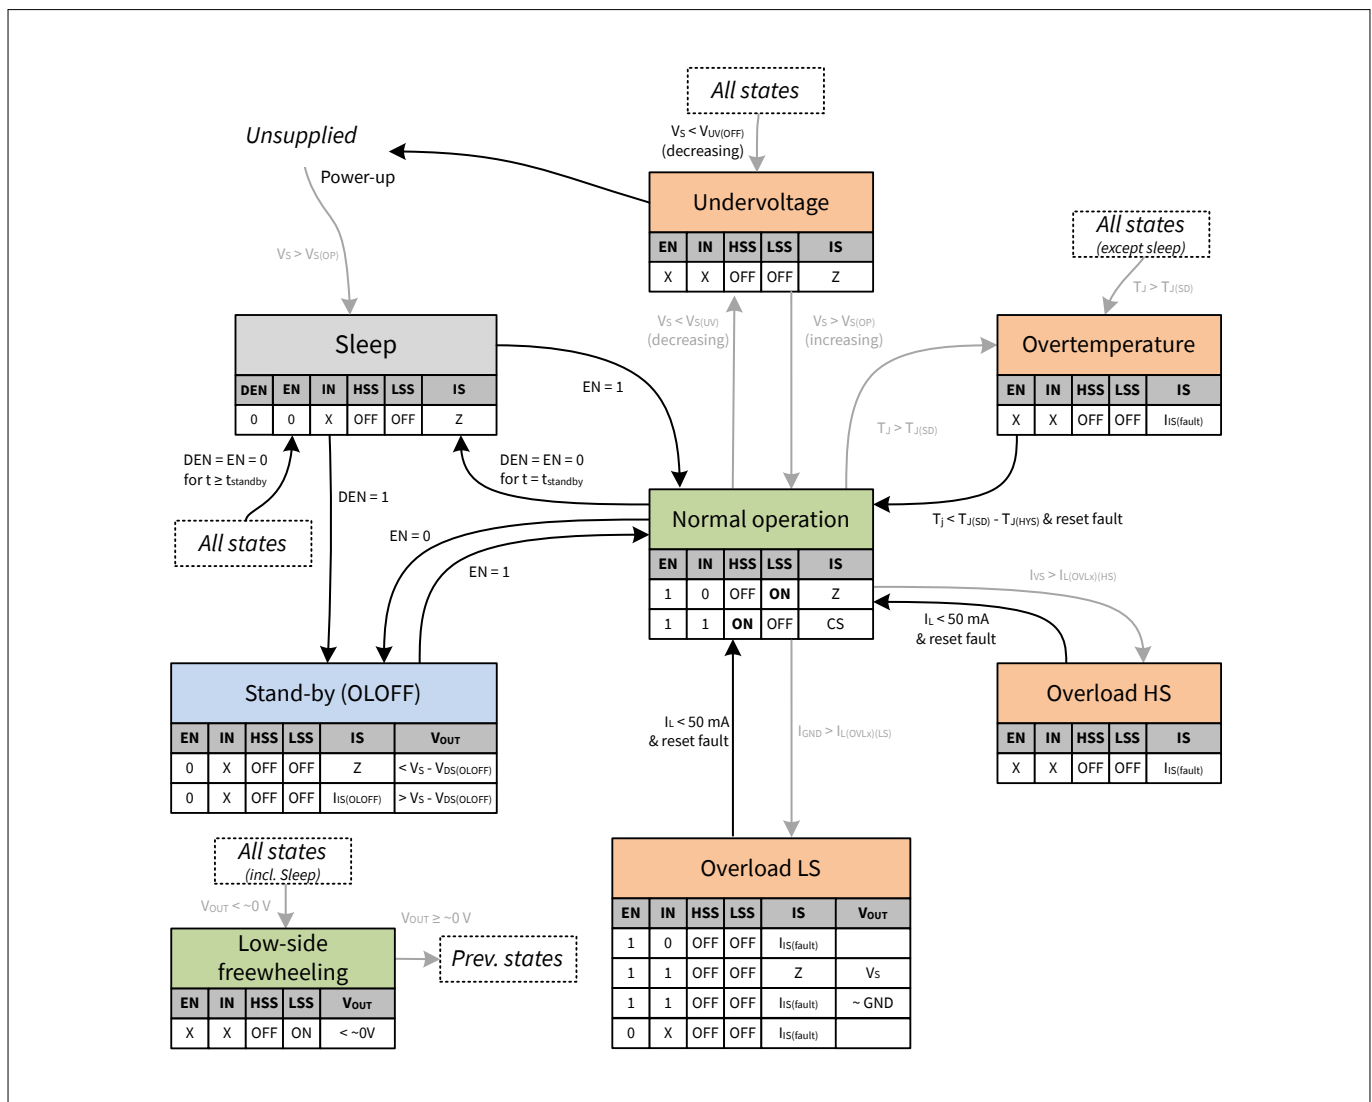 All states
Unsupplied
VS < VUV(OFF)
(decreasing)
Power-up
Undervoltage
EN IN HSS LSS IS
X X OFF OFF Z
All states
(except sleep)
VS > VS(OP)
TJ > TJ(SD)
Sleep
DEN EN IN HSS LSS IS
0 0 X OFF OFF Z
VS < VS(UV)
(decreasing)
VS > VS(OP)
(increasing)
Overtemperature
EN IN HSS LSS IS
X X OFF OFF IIS(fault)
EN = 1
TJ > TJ(SD)
DEN = EN = 0
for t ≥ tstandby
DEN = 1
DEN = EN = 0
for t = tstandby
All states
EN = 0
EN = 1
Normal operation
EN IN HSS LSS IS
1 0 OFF ON Z
1 1 ON OFF CS
Tj < TJ(SD) - TJ(HYS) & reset fault
IVS > IL(OVLx)(HS)
IL < 50 mA
& reset fault
Stand-by (OLOFF)
EN IN HSS LSS IS VOUT
0 X OFF OFF Z < VS - VDS(OLOFF)
0 X OFF OFF IIS(OLOFF) > VS - VDS(OLOFF)
IL < 50 mA
& reset fault
IGND > IL(OVLx)(LS)
Overload HS
EN IN HSS LSS IS
X X OFF OFF IIS(fault)
All states
(incl. Sleep)
VOUT < ~0 V
VOUT ≥ ~0 V
Low-side
freewheeling
EN IN HSS LSS VOUT
X X OFF ON < ~0V
Prev. states
Overload LS
EN IN HSS LSS IS VOUT
1 0 OFF OFF IIS(fault)
1 1 OFF OFF Z VS
1 1 OFF OFF IIS(fault) ~ GND
0 X OFF OFF IIS(fault)